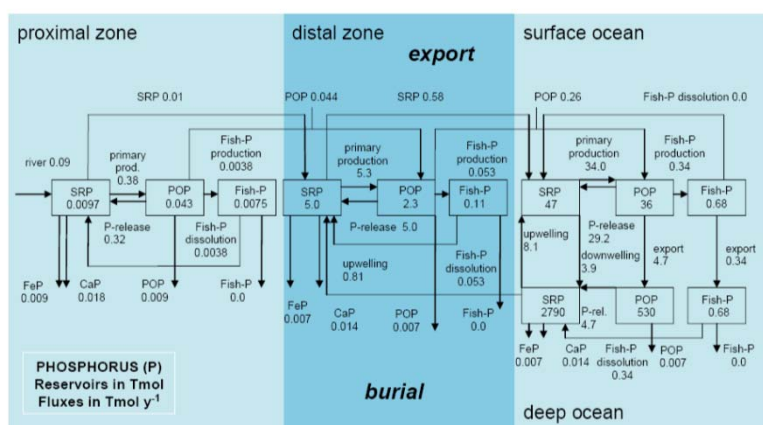 proximal zone
distal zone
surface ocean
export
SRP 0.01
POP 0.044
SRP 0.58
POP 0.26
Fish-P dissolution 0.0
river 0.09
primary
prod.
0.38
Fish-P
production
0.0038
primary
production
5.3
Fish-P
production
0.053
primary
production
34.0
Fish-P
production
0.34
SRP
0.0097
POP
0.043
Fish-P
0.0075
SRP
5.0
POP
2.3
Fish-P
0.11
SRP
47
POP
36
Fish-P
0.68
P-release
0.32
Fish-P
dissolution
0.0038
P-release 5.0
upwelling
0.81
Fish-P
dissolution
0.053
upwelling
8.1
P-release
29.2
downwelling
3.9
export
4.7
export
0.34
FeP
0.009
CaP
0.018
POP
0.009
Fish-P
0.0
FeP
0.007
CaP
0.014
POP
0.007
Fish-P
0.0
SRP
2790
P-rel.
4.7
POP
530
Fish-P
0.68
FeP
0.007
CaP
0.014
Fish-P
dissolution
0.34
POP
0.007
Fish-P
0.0
PHOSPHORUS (P)
Reservoirs in Tmol
Fluxes in Tmol y⁻¹
burial
deep ocean